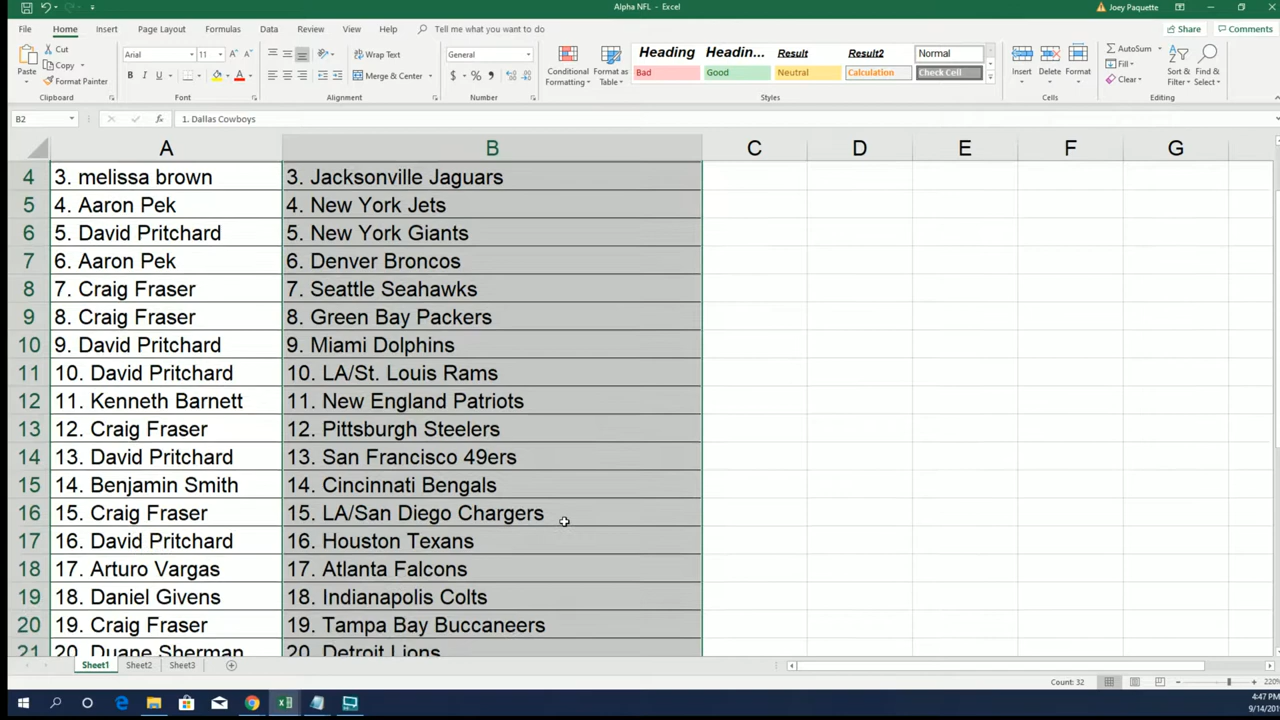 Alpha NFL - Excel
Joey Paquette
File Home Insert Page Layout Formulas Data Review View Help Tell me what you want to do Share Comments
Paste Cut Copy Format Painter
Clipboard
Arial 11
B I U
Font
Wrap Text
Merge & Center
Alignment
General
$ % ,
Number
Conditional Formatting Format as Table
Heading Headin... Result Result2 Normal
Bad Good Neutral Calculation Check Cell
Styles
Insert Delete Format
Cells
AutoSum
Fill
Clear
Sort & Filter Find & Select
Editing
B2 fx 1. Dallas Cowboys
A B C D E F G
4 3. melissa brown 3. Jacksonville Jaguars
5 4. Aaron Pek 4. New York Jets
6 5. David Pritchard 5. New York Giants
7 6. Aaron Pek 6. Denver Broncos
8 7. Craig Fraser 7. Seattle Seahawks
9 8. Craig Fraser 8. Green Bay Packers
10 9. David Pritchard 9. Miami Dolphins
11 10. David Pritchard 10. LA/St. Louis Rams
12 11. Kenneth Barnett 11. New England Patriots
13 12. Craig Fraser 12. Pittsburgh Steelers
14 13. David Pritchard 13. San Francisco 49ers
15 14. Benjamin Smith 14. Cincinnati Bengals
16 15. Craig Fraser 15. LA/San Diego Chargers
17 16. David Pritchard 16. Houston Texans
18 17. Arturo Vargas 17. Atlanta Falcons
19 18. Daniel Givens 18. Indianapolis Colts
20 19. Craig Fraser 19. Tampa Bay Buccaneers
21 20. Duane Sherman 20. Detroit Lions
Sheet1 Sheet2 Sheet3
Count: 32 220%
4:47 PM